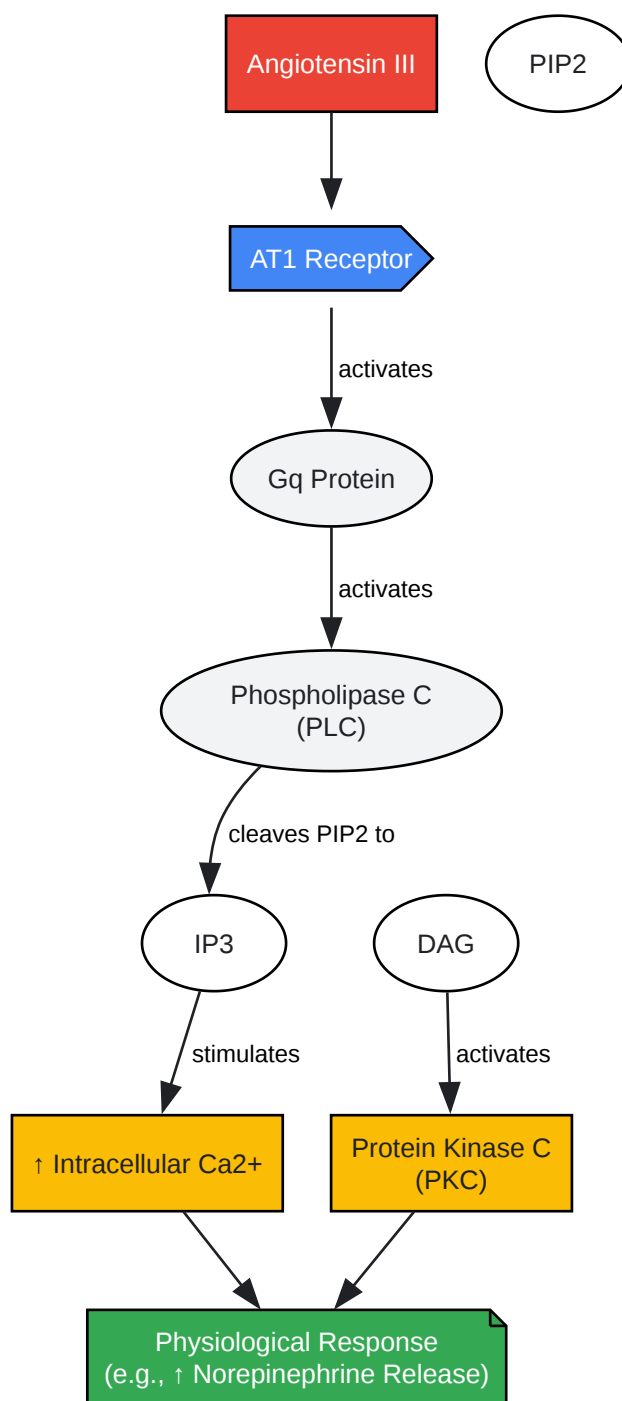 Angiotensin III
PIP2
AT1 Receptor
activates
Gq Protein
activates
Phospholipase C
(PLC)
cleaves PIP2 to
IP3
DAG
stimulates
activates
↑ Intracellular Ca2+
Protein Kinase C
(PKC)
Physiological Response
(e.g., ↑ Norepinephrine Release)